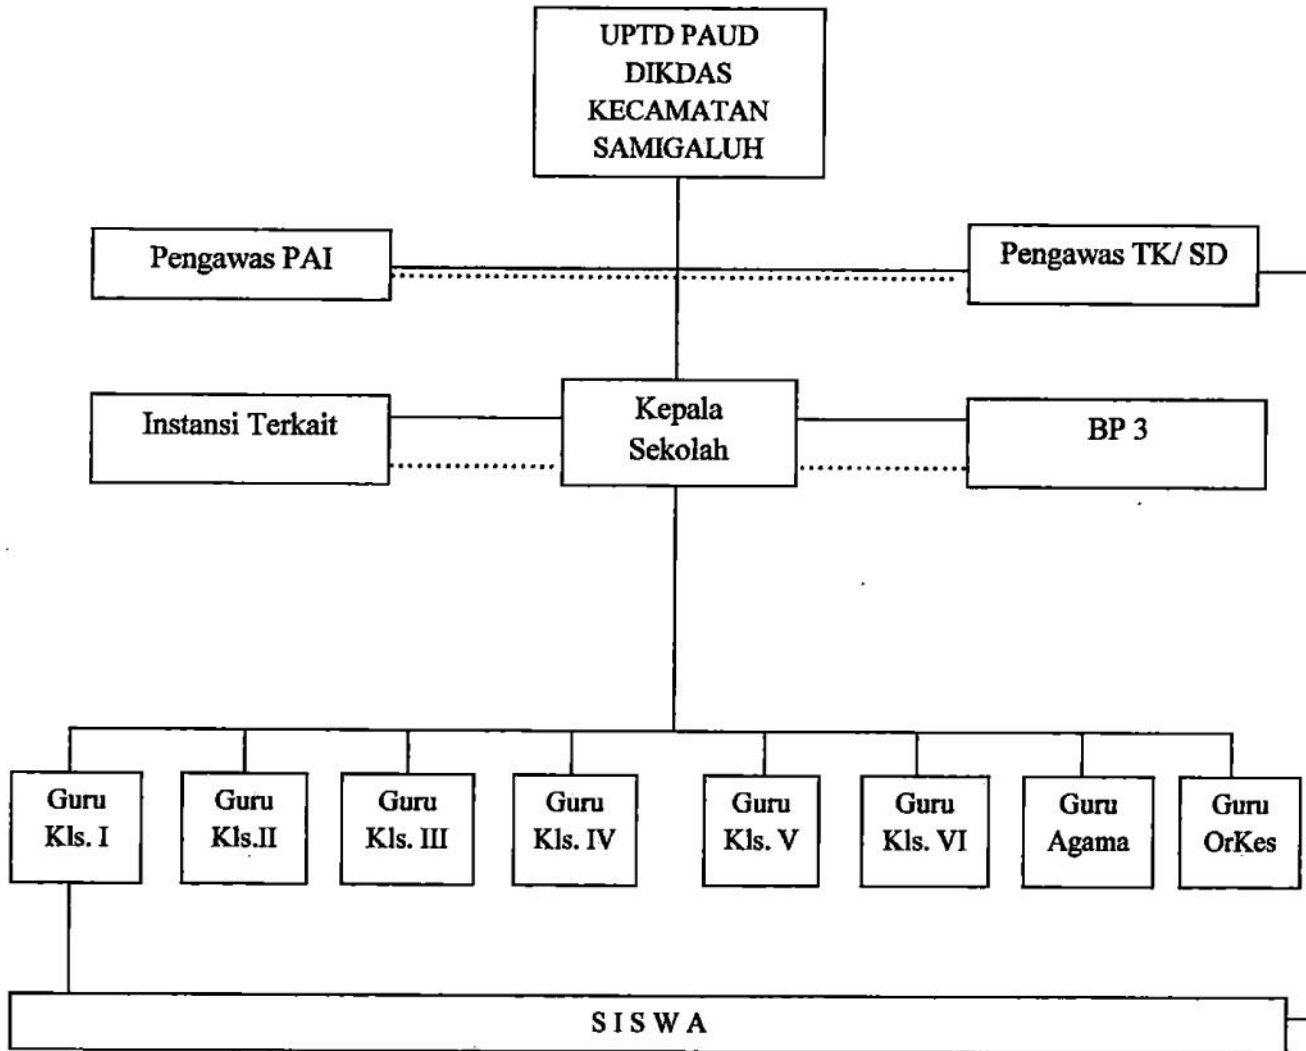 UPTD PAUD
DIKDAS
KECAMATAN
SAMIGALUH
Pengawas PAI
Pengawas TK/ SD
Instansi Terkait
Kepala
Sekolah
BP 3
Guru
Kls. I
Guru
Kls.II
Guru
Kls. III
Guru
Kls. IV
Guru
Kls. V
Guru
Kls. VI
Guru
Agama
Guru
OrKes
S I S W A